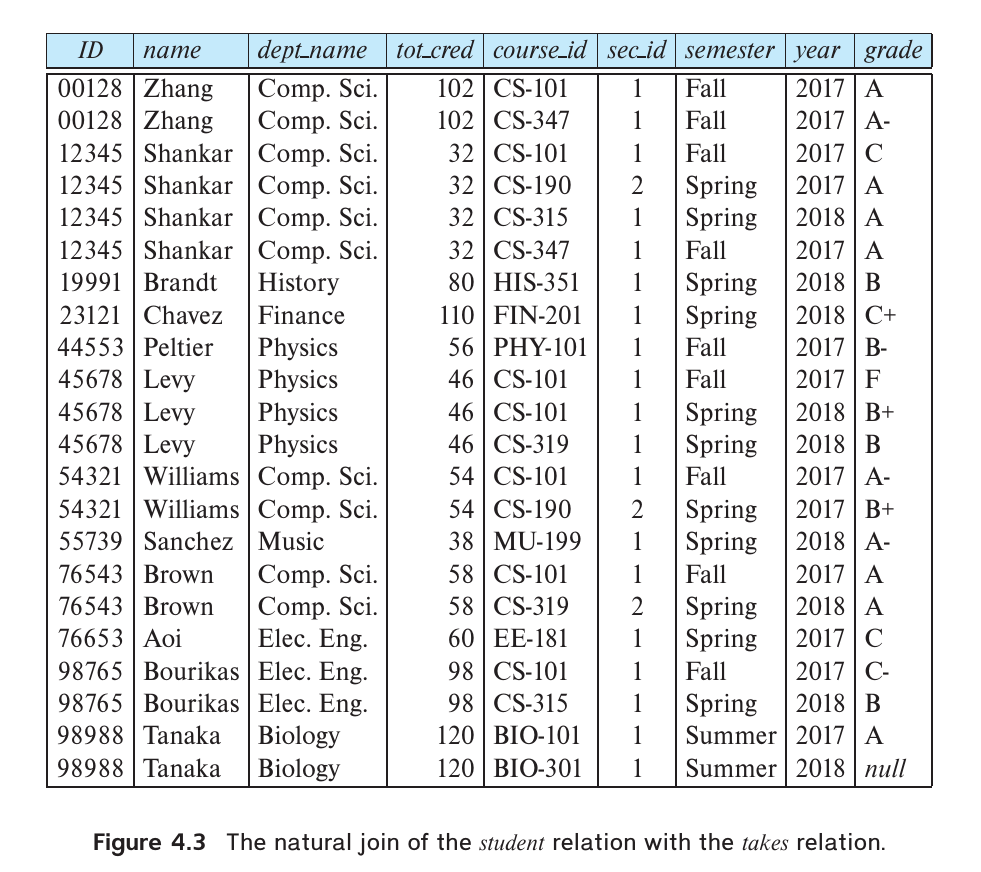 ID name dept_name tot_cred course_id sec_id semester year grade
00128 Zhang Comp. Sci. 102 CS-101 1 Fall 2017 A
00128 Zhang Comp. Sci. 102 CS-347 1 Fall 2017 A-
12345 Shankar Comp. Sci. 32 CS-101 1 Fall 2017 C
12345 Shankar Comp. Sci. 32 CS-190 2 Spring 2017 A
12345 Shankar Comp. Sci. 32 CS-315 1 Spring 2018 A
12345 Shankar Comp. Sci. 32 CS-347 1 Fall 2017 A
19991 Brandt History 80 HIS-351 1 Spring 2018 B
23121 Chavez Finance 110 FIN-201 1 Spring 2018 C+
44553 Peltier Physics 56 PHY-101 1 Fall 2017 B-
45678 Levy Physics 46 CS-101 1 Fall 2017 F
45678 Levy Physics 46 CS-101 1 Spring 2018 B+
45678 Levy Physics 46 CS-319 1 Spring 2018 B
54321 Williams Comp. Sci. 54 CS-101 1 Fall 2017 A-
54321 Williams Comp. Sci. 54 CS-190 2 Spring 2017 B+
55739 Sanchez Music 38 MU-199 1 Spring 2018 A-
76543 Brown Comp. Sci. 58 CS-101 1 Fall 2017 A
76543 Brown Comp. Sci. 58 CS-319 2 Spring 2018 A
76653 Aoi Elec. Eng. 60 EE-181 1 Spring 2017 C
98765 Bourikas Elec. Eng. 98 CS-101 1 Fall 2017 C-
98765 Bourikas Elec. Eng. 98 CS-315 1 Spring 2018 B
98988 Tanaka Biology 120 BIO-101 1 Summer 2017 A
98988 Tanaka Biology 120 BIO-301 1 Summer 2018 null
Figure 4.3 The natural join of the student relation with the takes relation.